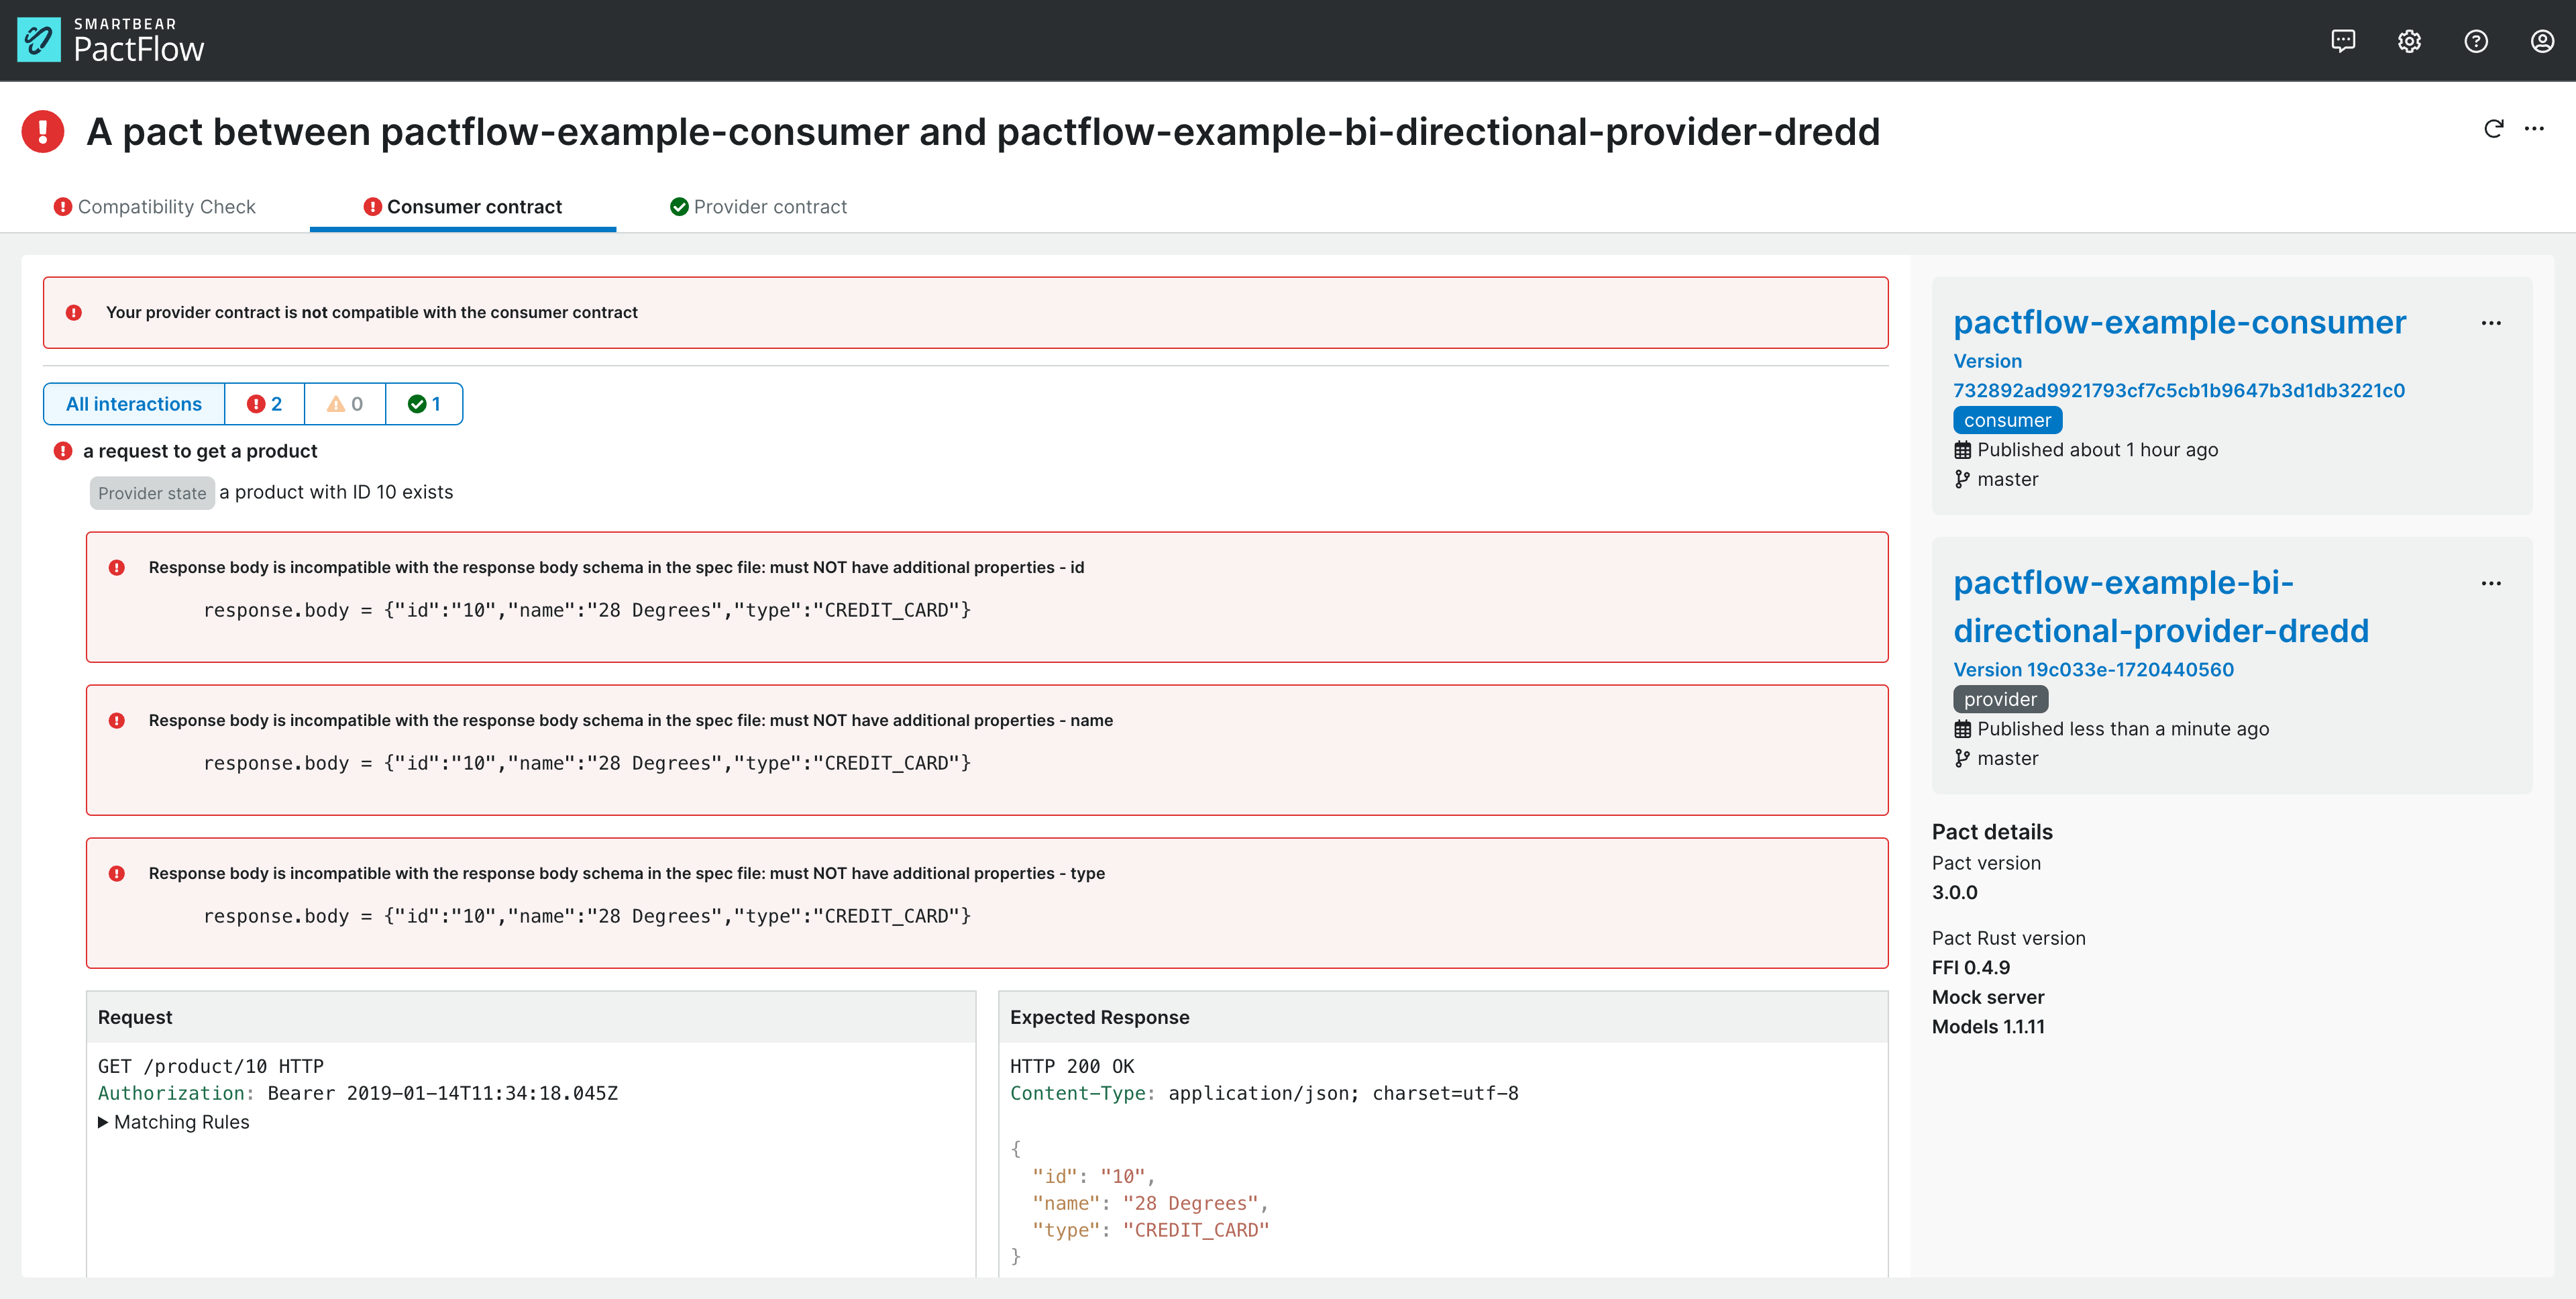 SMARTBEAR
PactFlow
A pact between pactflow-example-consumer and pactflow-example-bi-directional-provider-dredd
Compatibility Check
Consumer contract
Provider contract
Your provider contract is not compatible with the consumer contract
All interactions 2 0 1
a request to get a product
Provider state a product with ID 10 exists
Response body is incompatible with the response body schema in the spec file: must NOT have additional properties - id
response.body = {"id":"10","name":"28 Degrees","type":"CREDIT_CARD"}
Response body is incompatible with the response body schema in the spec file: must NOT have additional properties - name
response.body = {"id":"10","name":"28 Degrees","type":"CREDIT_CARD"}
Response body is incompatible with the response body schema in the spec file: must NOT have additional properties - type
response.body = {"id":"10","name":"28 Degrees","type":"CREDIT_CARD"}
Request
GET /product/10 HTTP
Authorization: Bearer 2019-01-14T11:34:18.045Z
Matching Rules
Expected Response
HTTP 200 OK
Content-Type: application/json; charset=utf-8
{
"id": "10",
"name": "28 Degrees",
"type": "CREDIT_CARD"
}
pactflow-example-consumer
Version
732892ad9921793cf7c5cb1b9647b3d1db3221c0
consumer
Published about 1 hour ago
master
pactflow-example-bi-
directional-provider-dredd
Version 19c033e-1720440560
provider
Published less than a minute ago
master
Pact details
Pact version
3.0.0
Pact Rust version
FFI 0.4.9
Mock server
Models 1.1.11